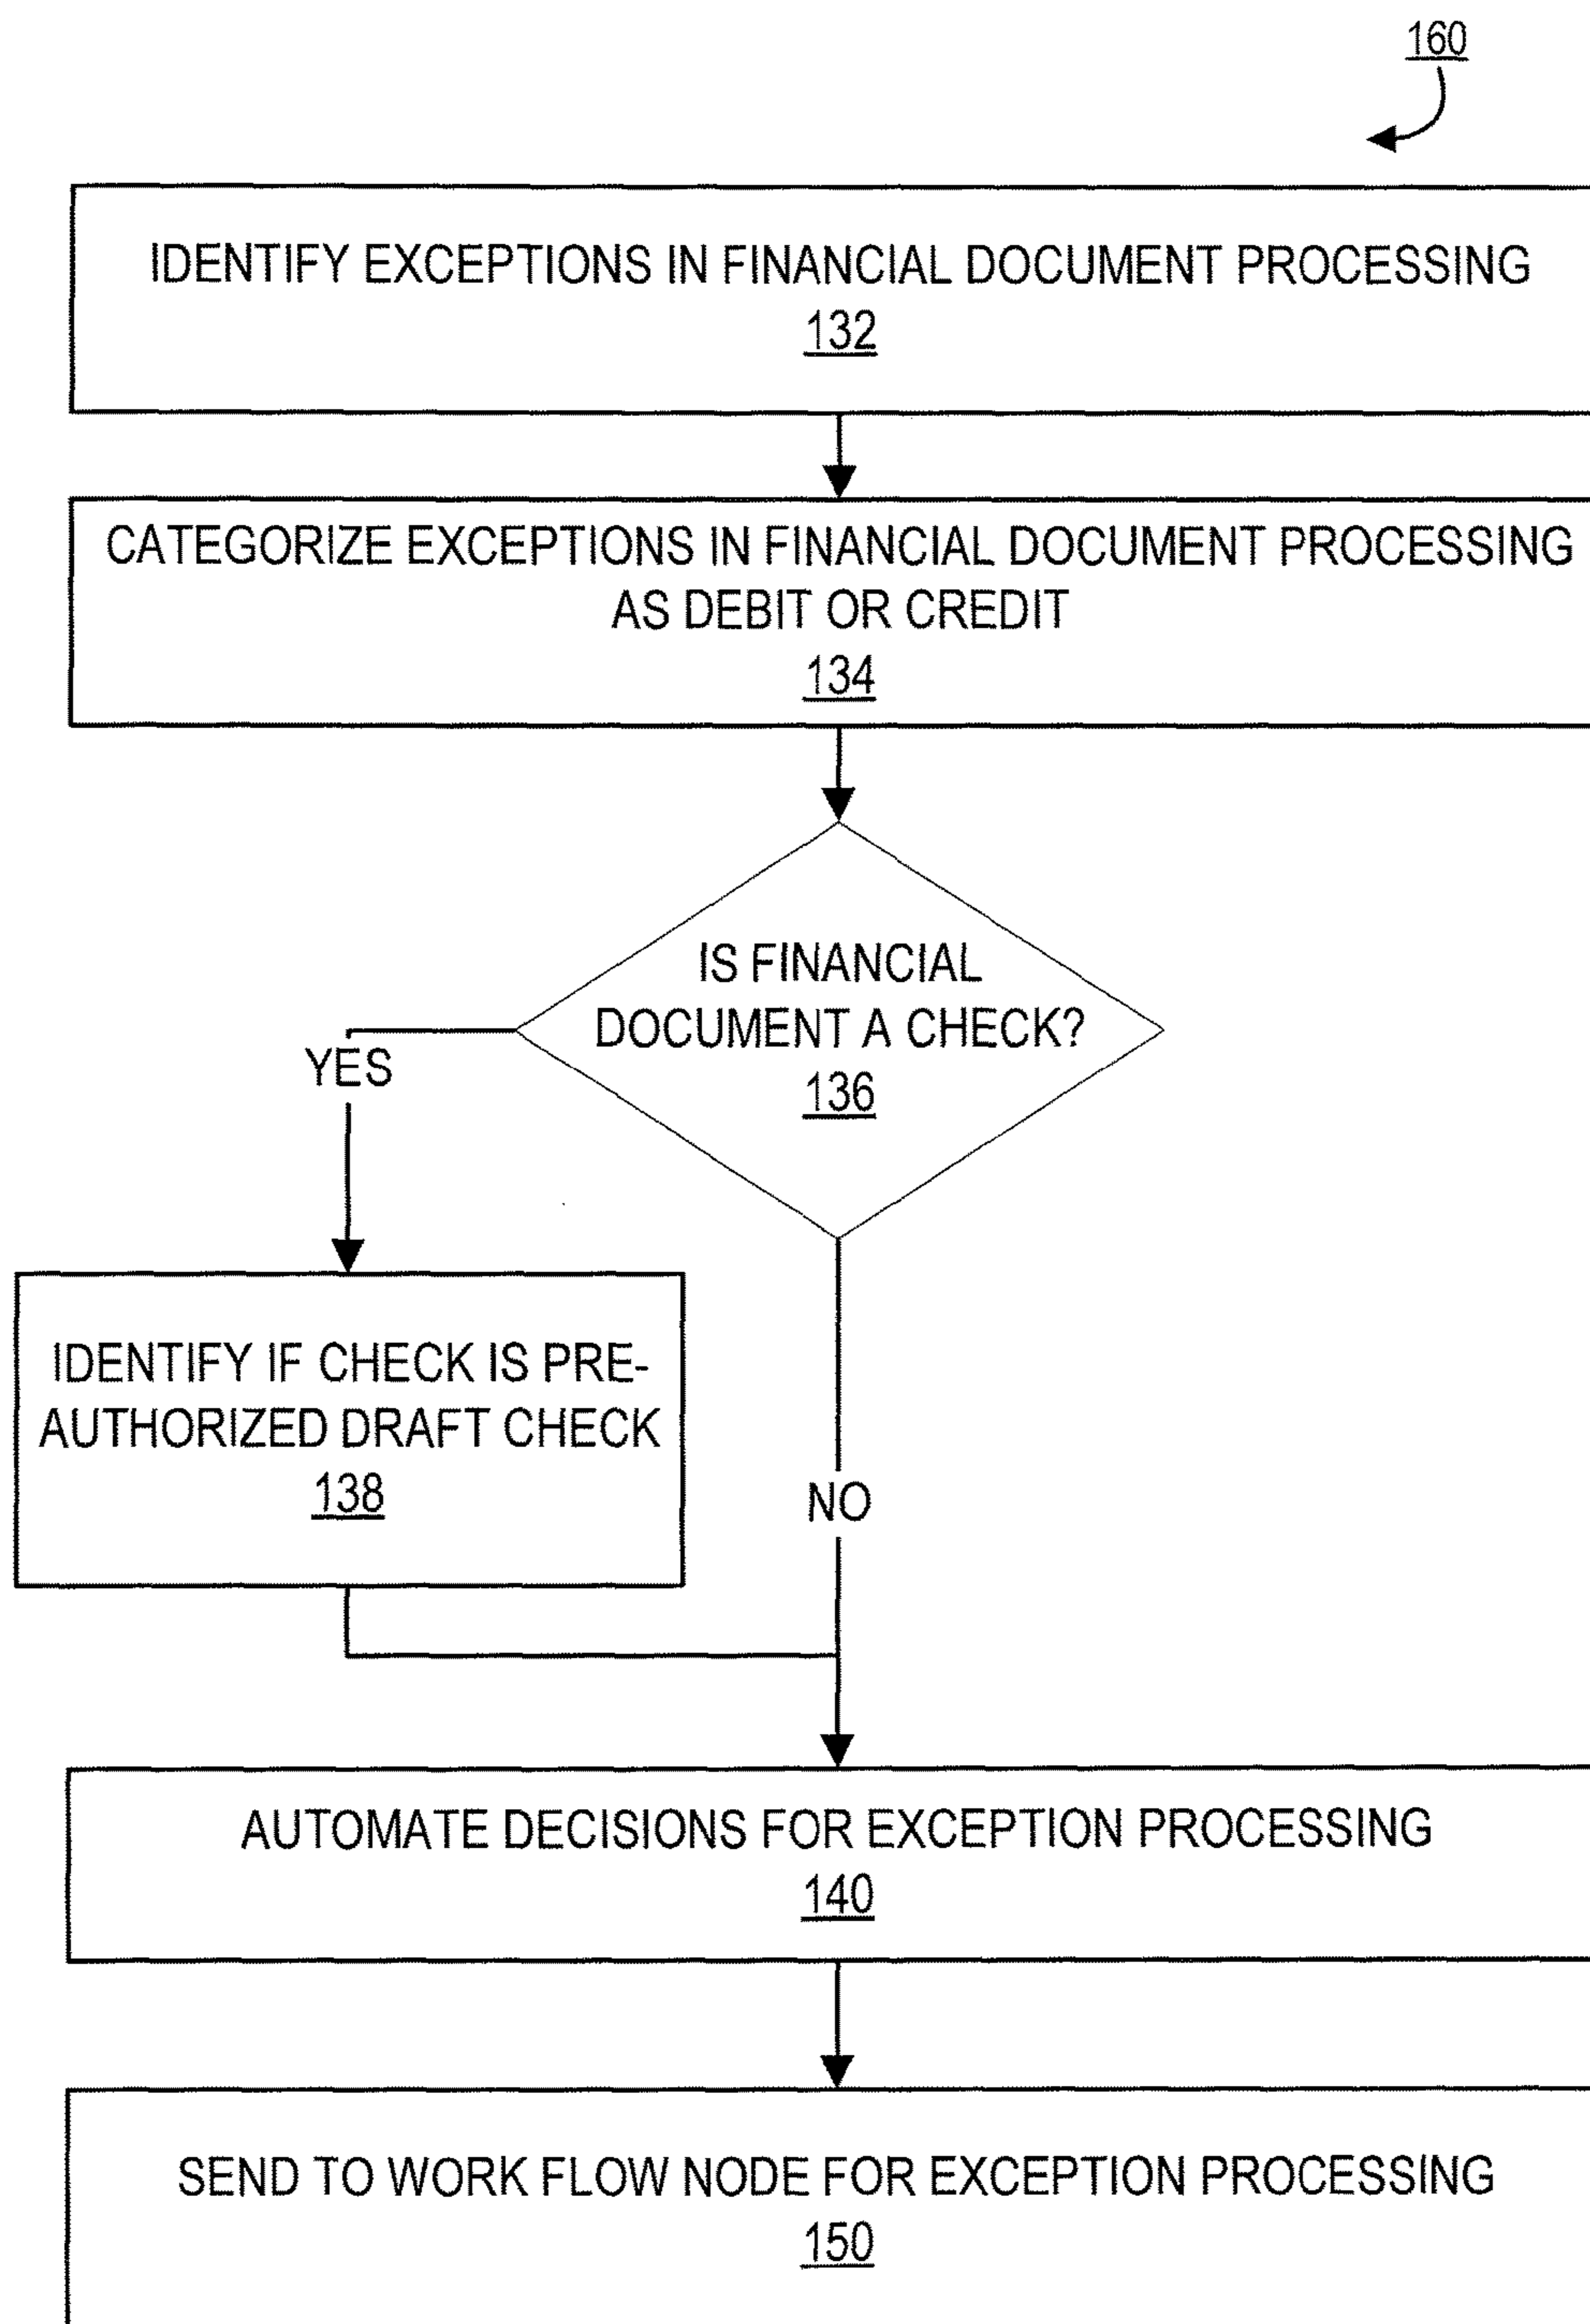 160
IDENTIFY EXCEPTIONS IN FINANCIAL DOCUMENT PROCESSING
132
CATEGORIZE EXCEPTIONS IN FINANCIAL DOCUMENT PROCESSING
AS DEBIT OR CREDIT
134
IS FINANCIAL
DOCUMENT A CHECK?
136
YES
IDENTIFY IF CHECK IS PRE-
AUTHORIZED DRAFT CHECK
138
NO
AUTOMATE DECISIONS FOR EXCEPTION PROCESSING
140
SEND TO WORK FLOW NODE FOR EXCEPTION PROCESSING
150